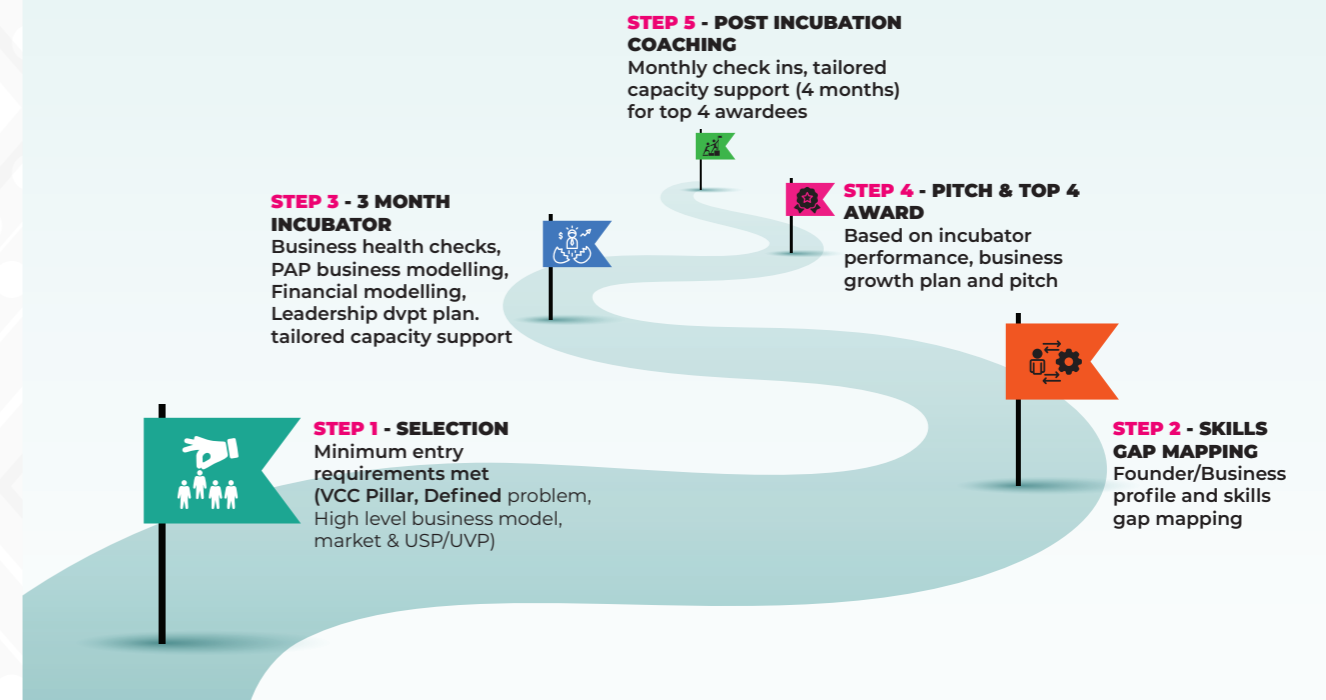 STEP 1 - SELECTION
Minimum entry
requirements met
(VCC Pillar, Defined problem,
High level business model,
market & USP/UVP)
STEP 2 - SKILLS
GAP MAPPING
Founder/Business
profile and skills
gap mapping
STEP 3 - 3 MONTH
INCUBATOR
Business health checks,
PAP business modelling,
Financial modelling,
Leadership dvpt plan.
tailored capacity support
STEP 4 - PITCH & TOP 4
AWARD
Based on incubator
performance, business
growth plan and pitch
STEP 5 - POST INCUBATION
COACHING
Monthly check ins, tailored
capacity support (4 months)
for top 4 awardees
$